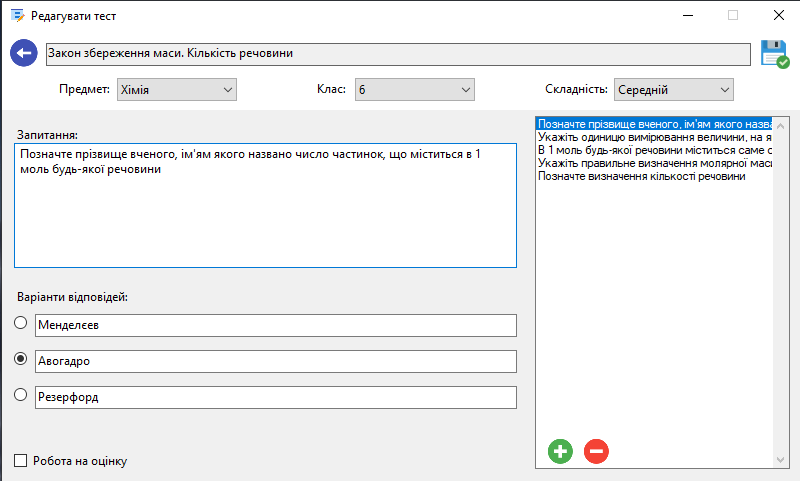 Редагувати тест
Закон збереження маси. Кількість речовини
Предмет: Хімія Клас: 6 Складність: Середній
Запитання:
Позначте прізвище вченого, ім'ям якого названо число частинок, що міститься в 1
моль будь-якої речовини
Варіанти відповідей:
Менделєєв
Авогадро
Резерфорд
Робота на оцінку
Позначте прізвище вченого, ім'ям якого назва
Укажіть одиницю вимірювання величини, на я
В 1 моль будь-якої речовини міститься саме с
Укажіть правильне визначення молярної маси
Позначте визначення кількості речовини